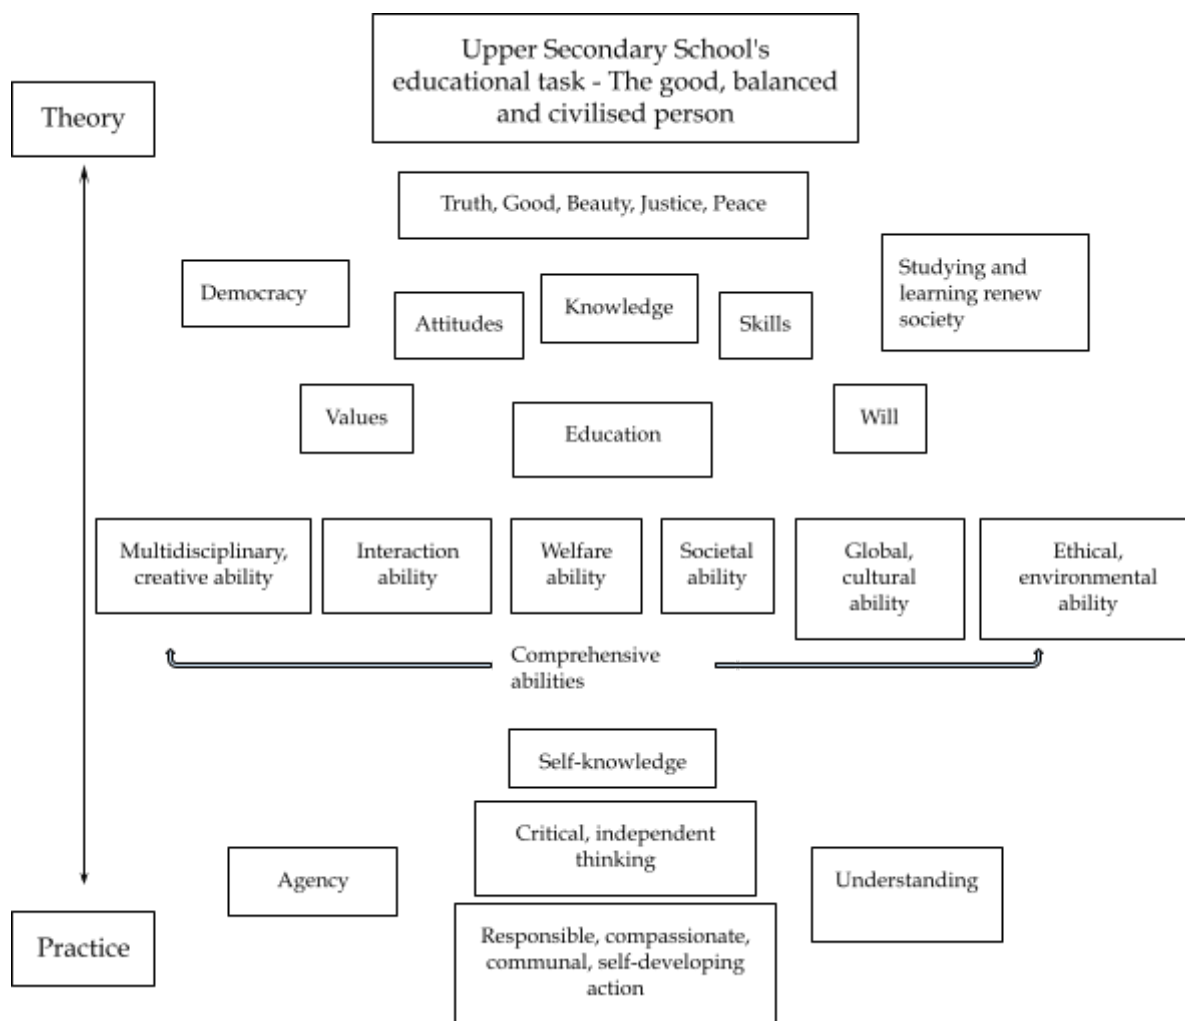 Upper Secondary School's
educational task - The good, balanced
and civilised person
Theory
Truth, Good, Beauty, Justice, Peace
Democracy
Attitudes
Knowledge
Skills
Studying and
learning renew
society
Values
Education
Will
Multidisciplinary,
creative ability
Interaction
ability
Welfare
ability
Societal
ability
Global,
cultural
ability
Ethical,
environmental
ability
Comprehensive
abilities
Self-knowledge
Critical, independent
thinking
Agency
Understanding
Practice
Responsible, compassionate,
communal, self-developing
action